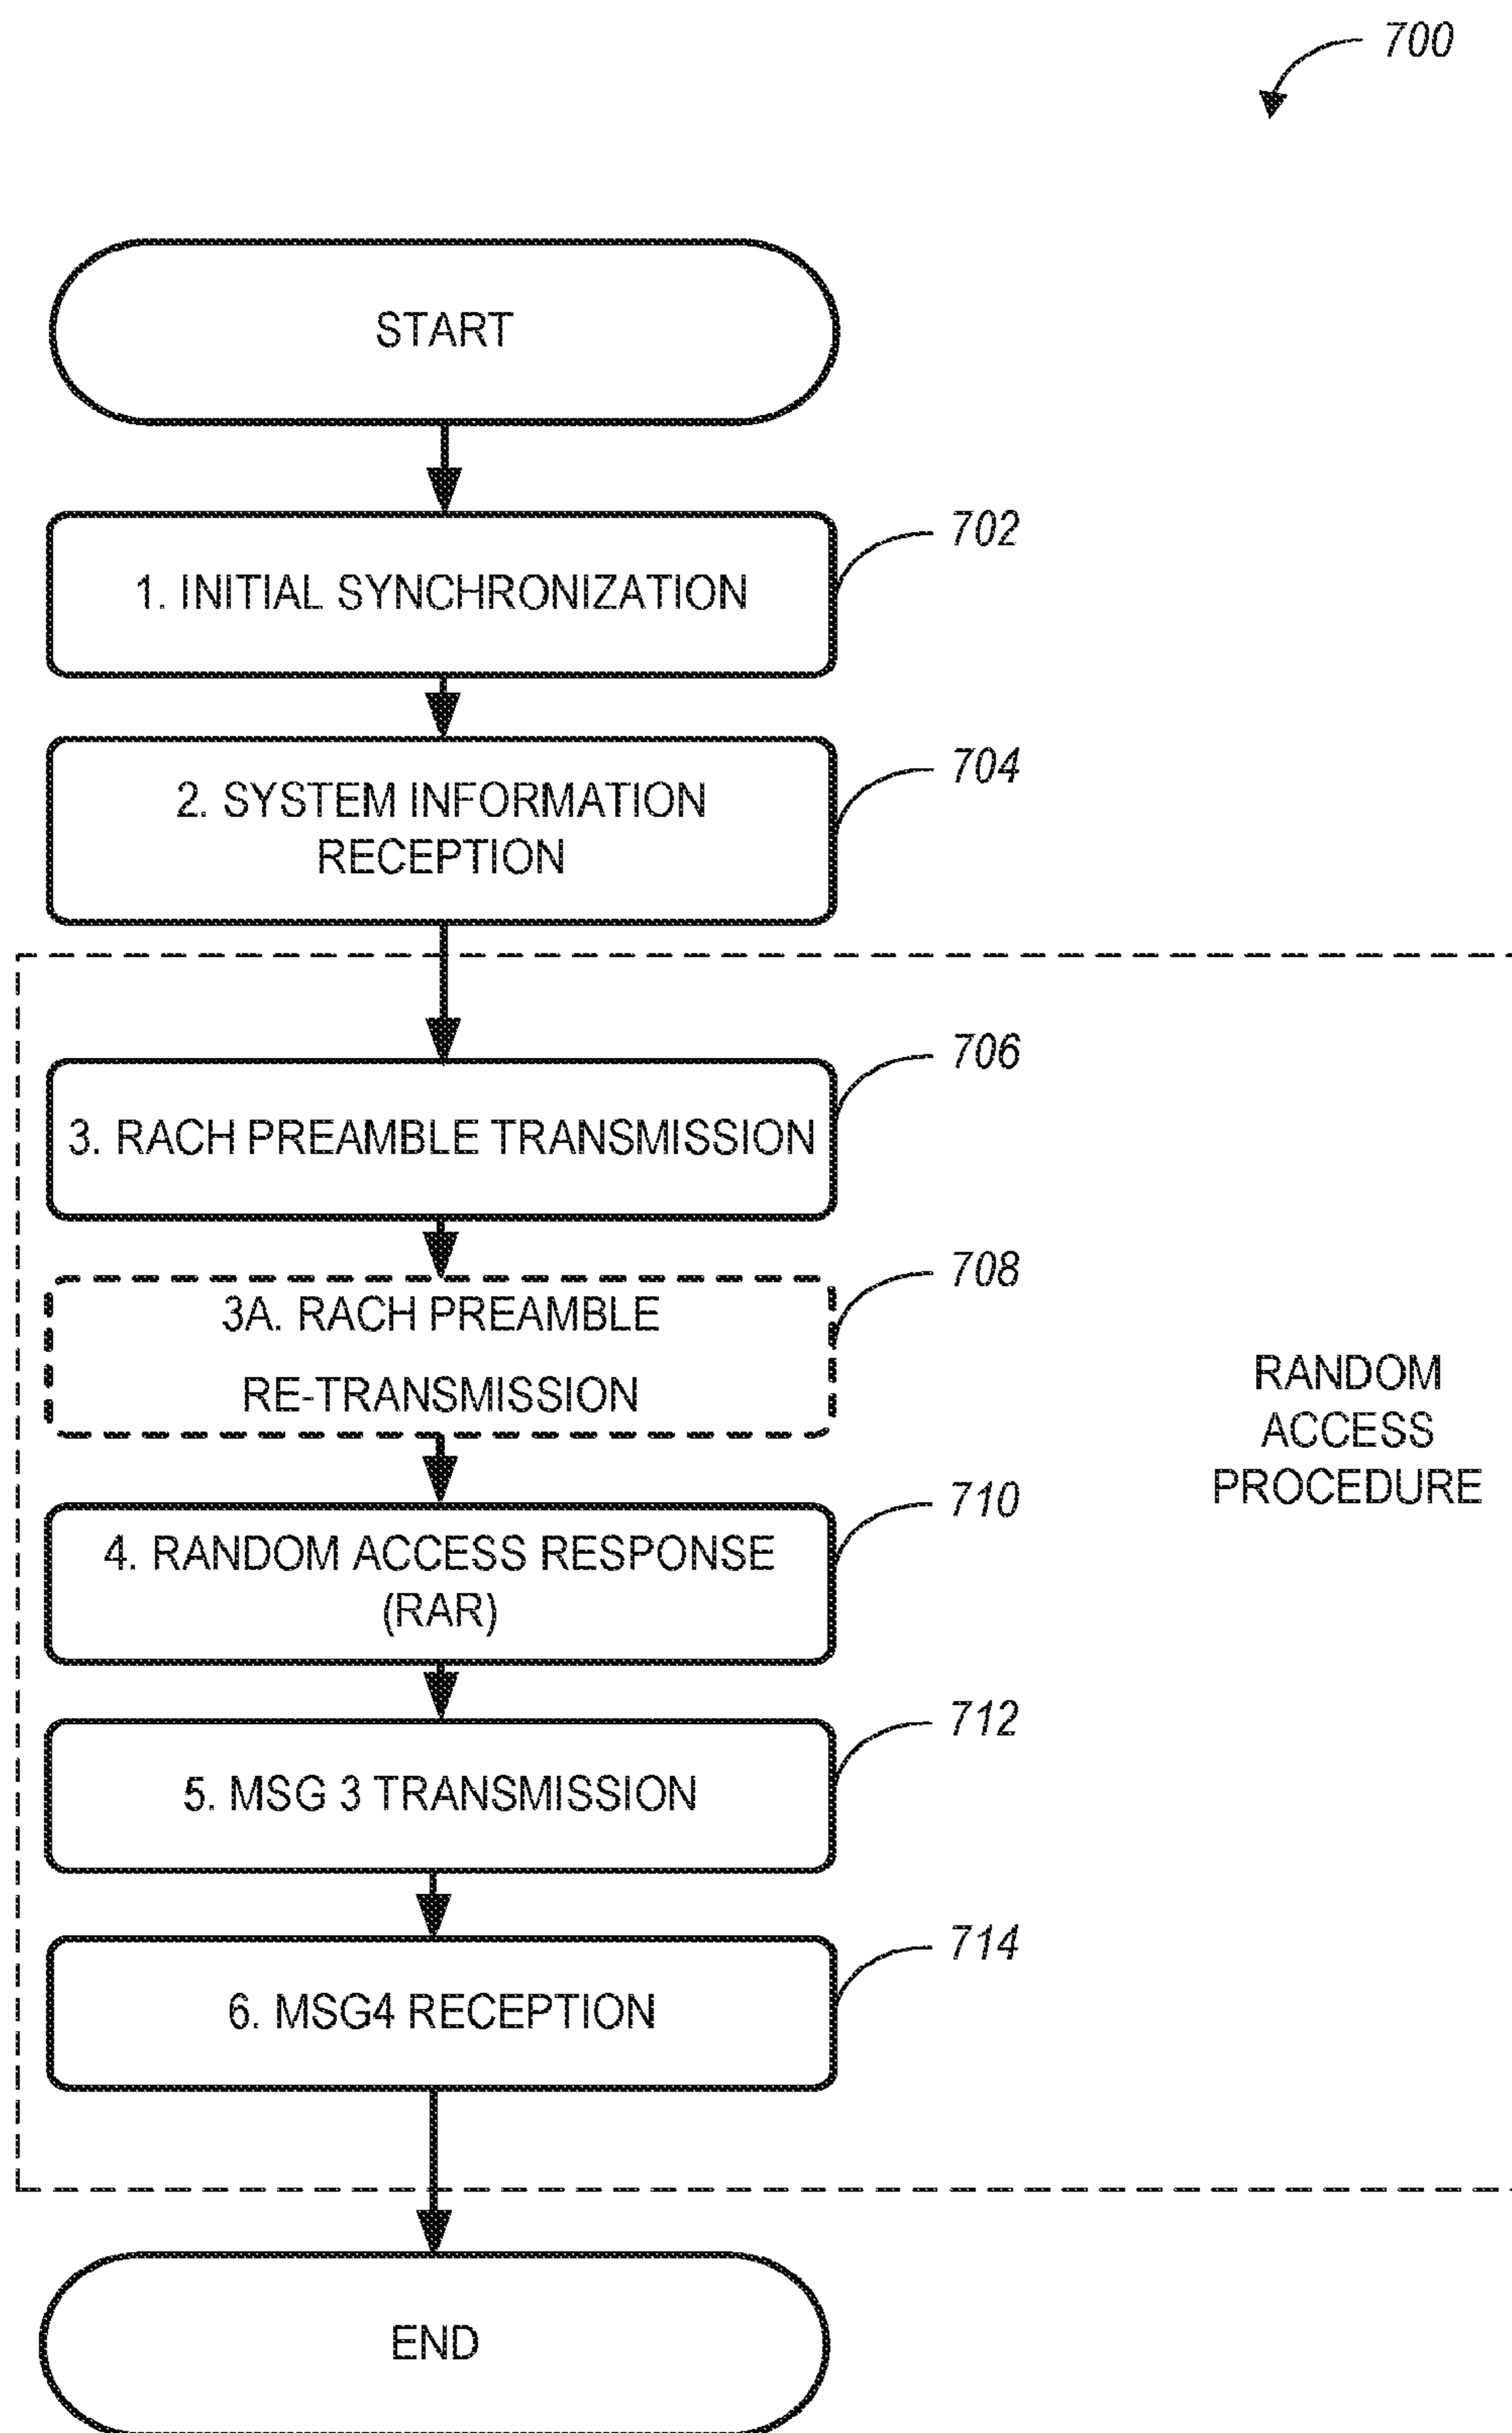 700
START
702
1. INITIAL SYNCHRONIZATION
704
2. SYSTEM INFORMATION
RECEPTION
706
3. RACH PREAMBLE TRANSMISSION
708
3A. RACH PREAMBLE
RE-TRANSMISSION
RANDOM
ACCESS
PROCEDURE
710
4. RANDOM ACCESS RESPONSE
(RAR)
712
5. MSG 3 TRANSMISSION
714
6. MSG4 RECEPTION
END